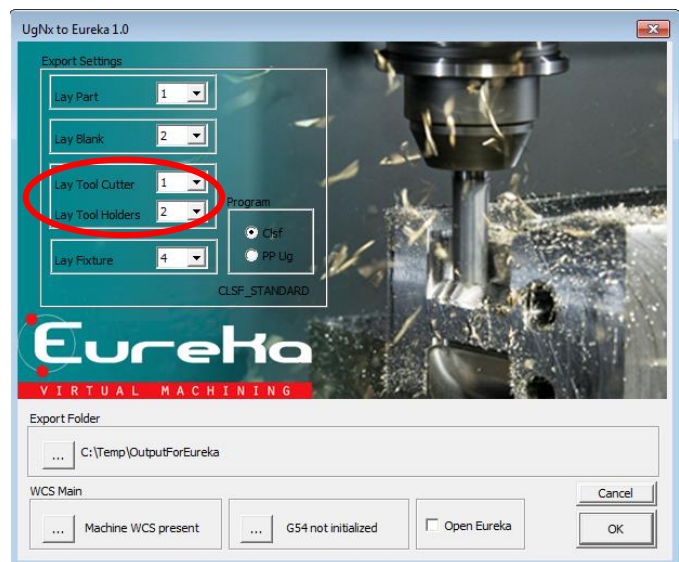 UgNx to Eureka 1.0
Export Settings
Lay Part 1
Lay Blank 2
Lay Tool Cutter 1
Lay Tool Holders 2
Program
Clsf
PP Ug
Lay Fixture 4
CLSF_STANDARD
Eureka
VIRTUAL MACHINING
Export Folder
... C:\Temp\OutputForEureka
WCS Main
... Machine WCS present
... G54 not initialized
Open Eureka
Cancel
OK